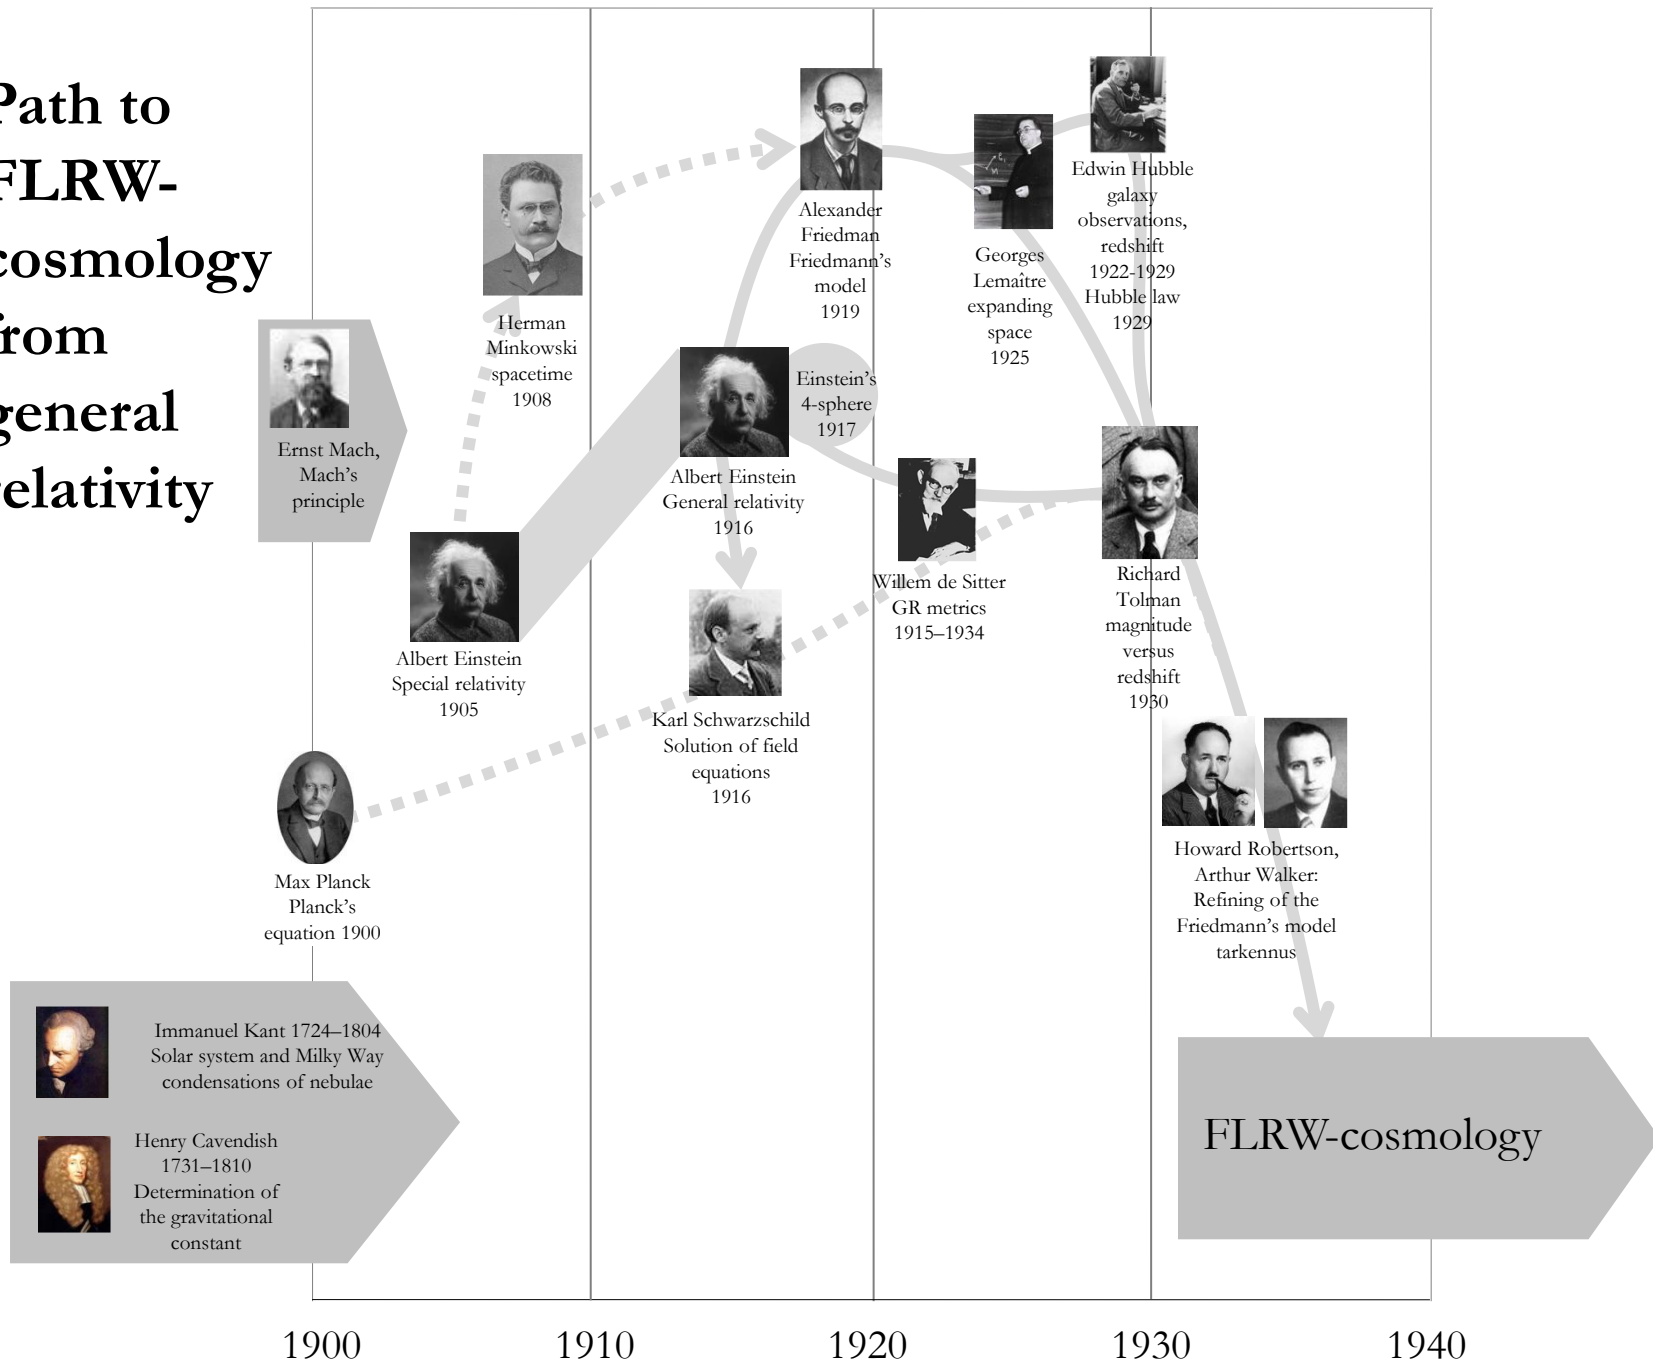 Path to
FLRW-
cosmology
from
general
relativity
Ernst Mach,
Mach's
principle
Herman
Minkowski
spacetime
1908
Alexander
Friedman
Friedmann's
model
1919
Georges
Lemaître
expanding
space
1925
Edwin Hubble
galaxy
observations,
redshift
1922-1929
Hubble law
1929
Einstein's
4-sphere
1917
Albert Einstein
General relativity
1916
Albert Einstein
Special relativity
1905
Willem de Sitter
GR metrics
1915–1934
Richard
Tolman
magnitude
versus
redshift
1930
Karl Schwarzschild
Solution of field
equations
1916
Max Planck
Planck's
equation 1900
Howard Robertson,
Arthur Walker:
Refining of the
Friedmann's model
tarkennus
Immanuel Kant 1724–1804
Solar system and Milky Way
condensations of nebulae
Henry Cavendish
1731–1810
Determination of
the gravitational
constant
FLRW-cosmology
1900 1910 1920 1930 1940